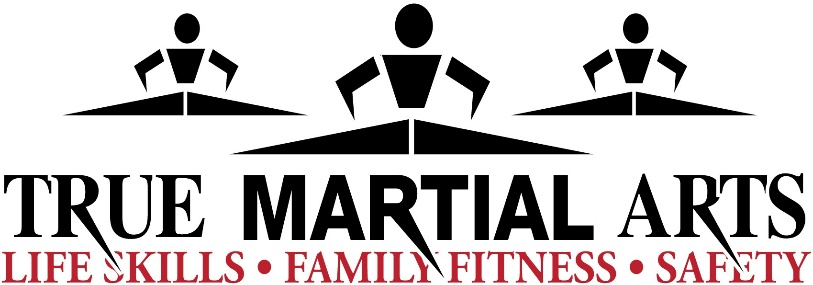 TRUE MARTIAL ARTS
LIFE SKILLS • FAMILY FITNESS • SAFETY